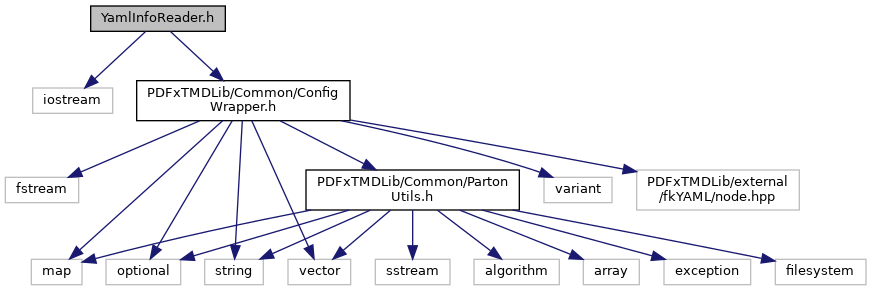 YamlInfoReader.h
iostream
PDFxTMDLib/Common/Config
Wrapper.h
fstream
PDFxTMDLib/Common/Parton
Utils.h
variant
PDFxTMDLib/external
/fkYAML/node.hpp
map
optional
string
vector
sstream
algorithm
array
exception
filesystem